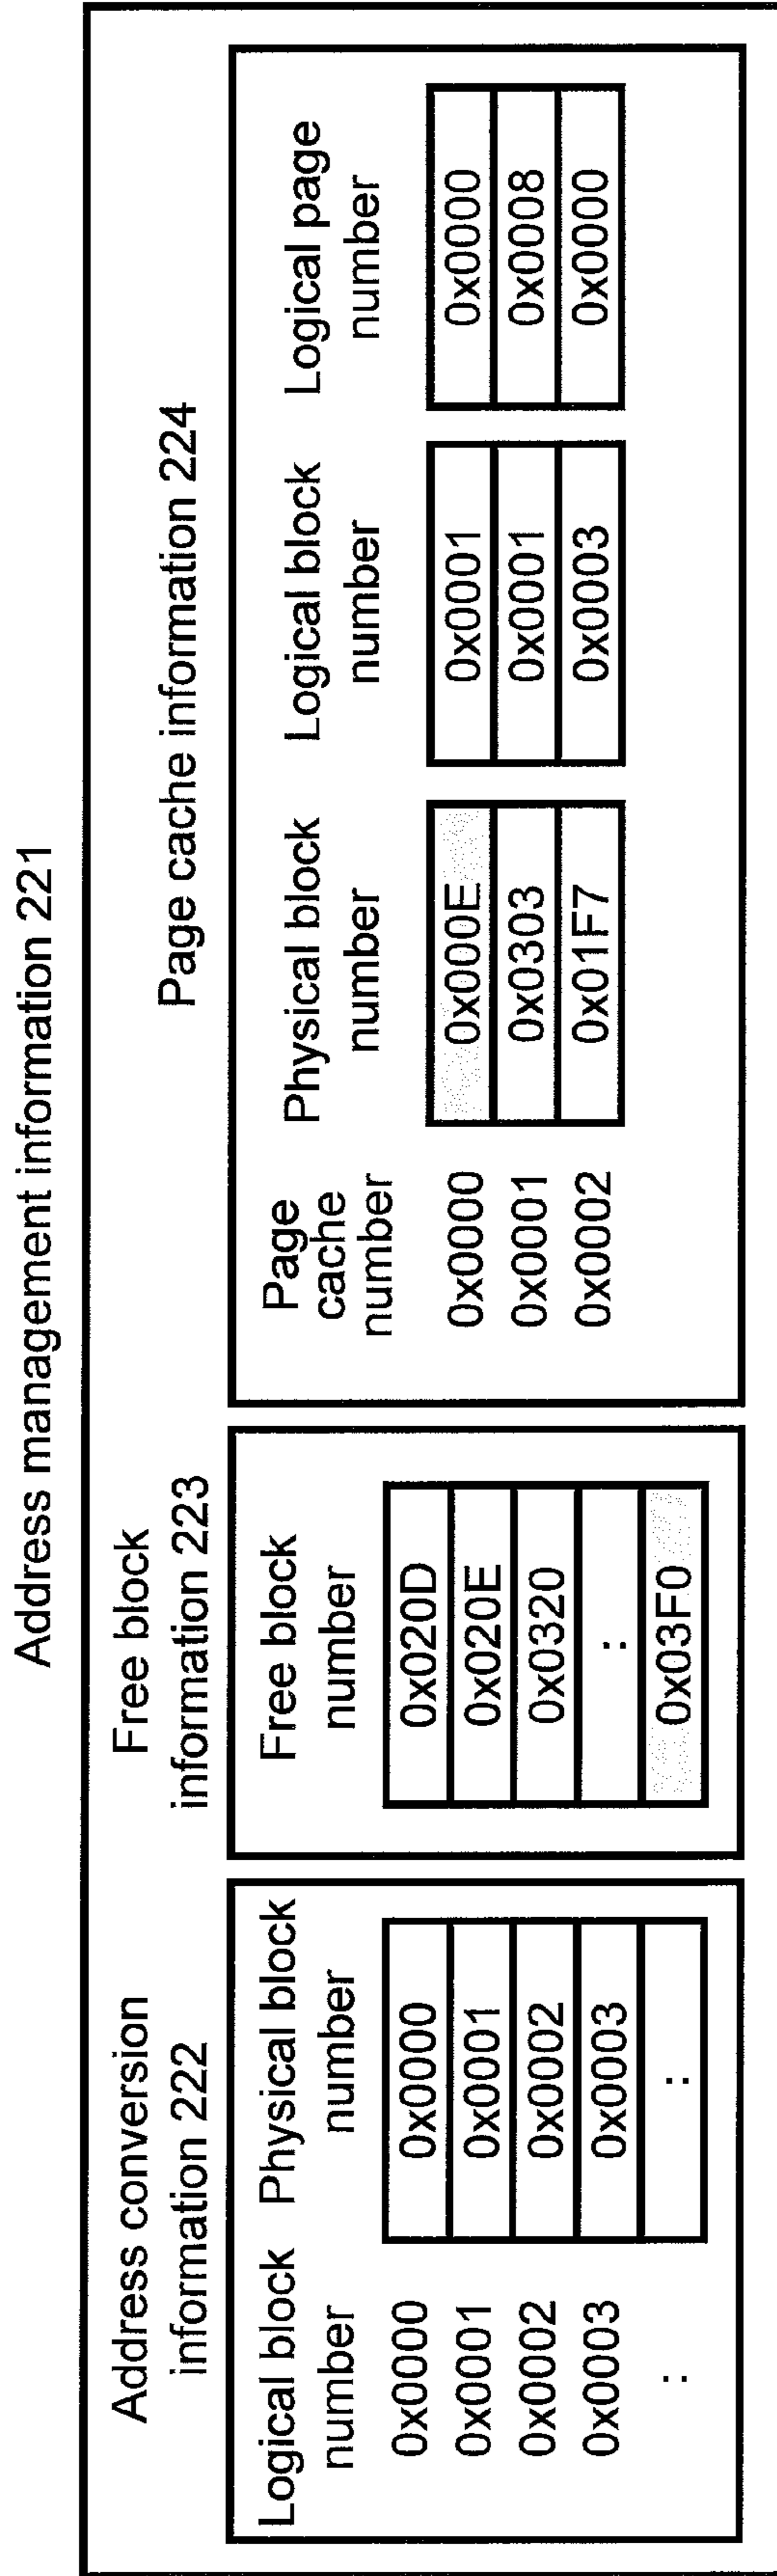 Address management information 221
Address conversion
information 222
Logical block
number
Physical block
number
0x0000 0x0000
0x0001 0x0001
0x0002 0x0002
0x0003 0x0003
: :
Free block
information 223
Free block
number
0x020D
0x020E
0x0320
:
0x03F0
Page cache information 224
Page
cache
number
Physical block
number
Logical block
number
Logical page
number
0x0000 0x000E 0x0001 0x0000
0x0001 0x0303 0x0001 0x0008
0x0002 0x01F7 0x0003 0x0000